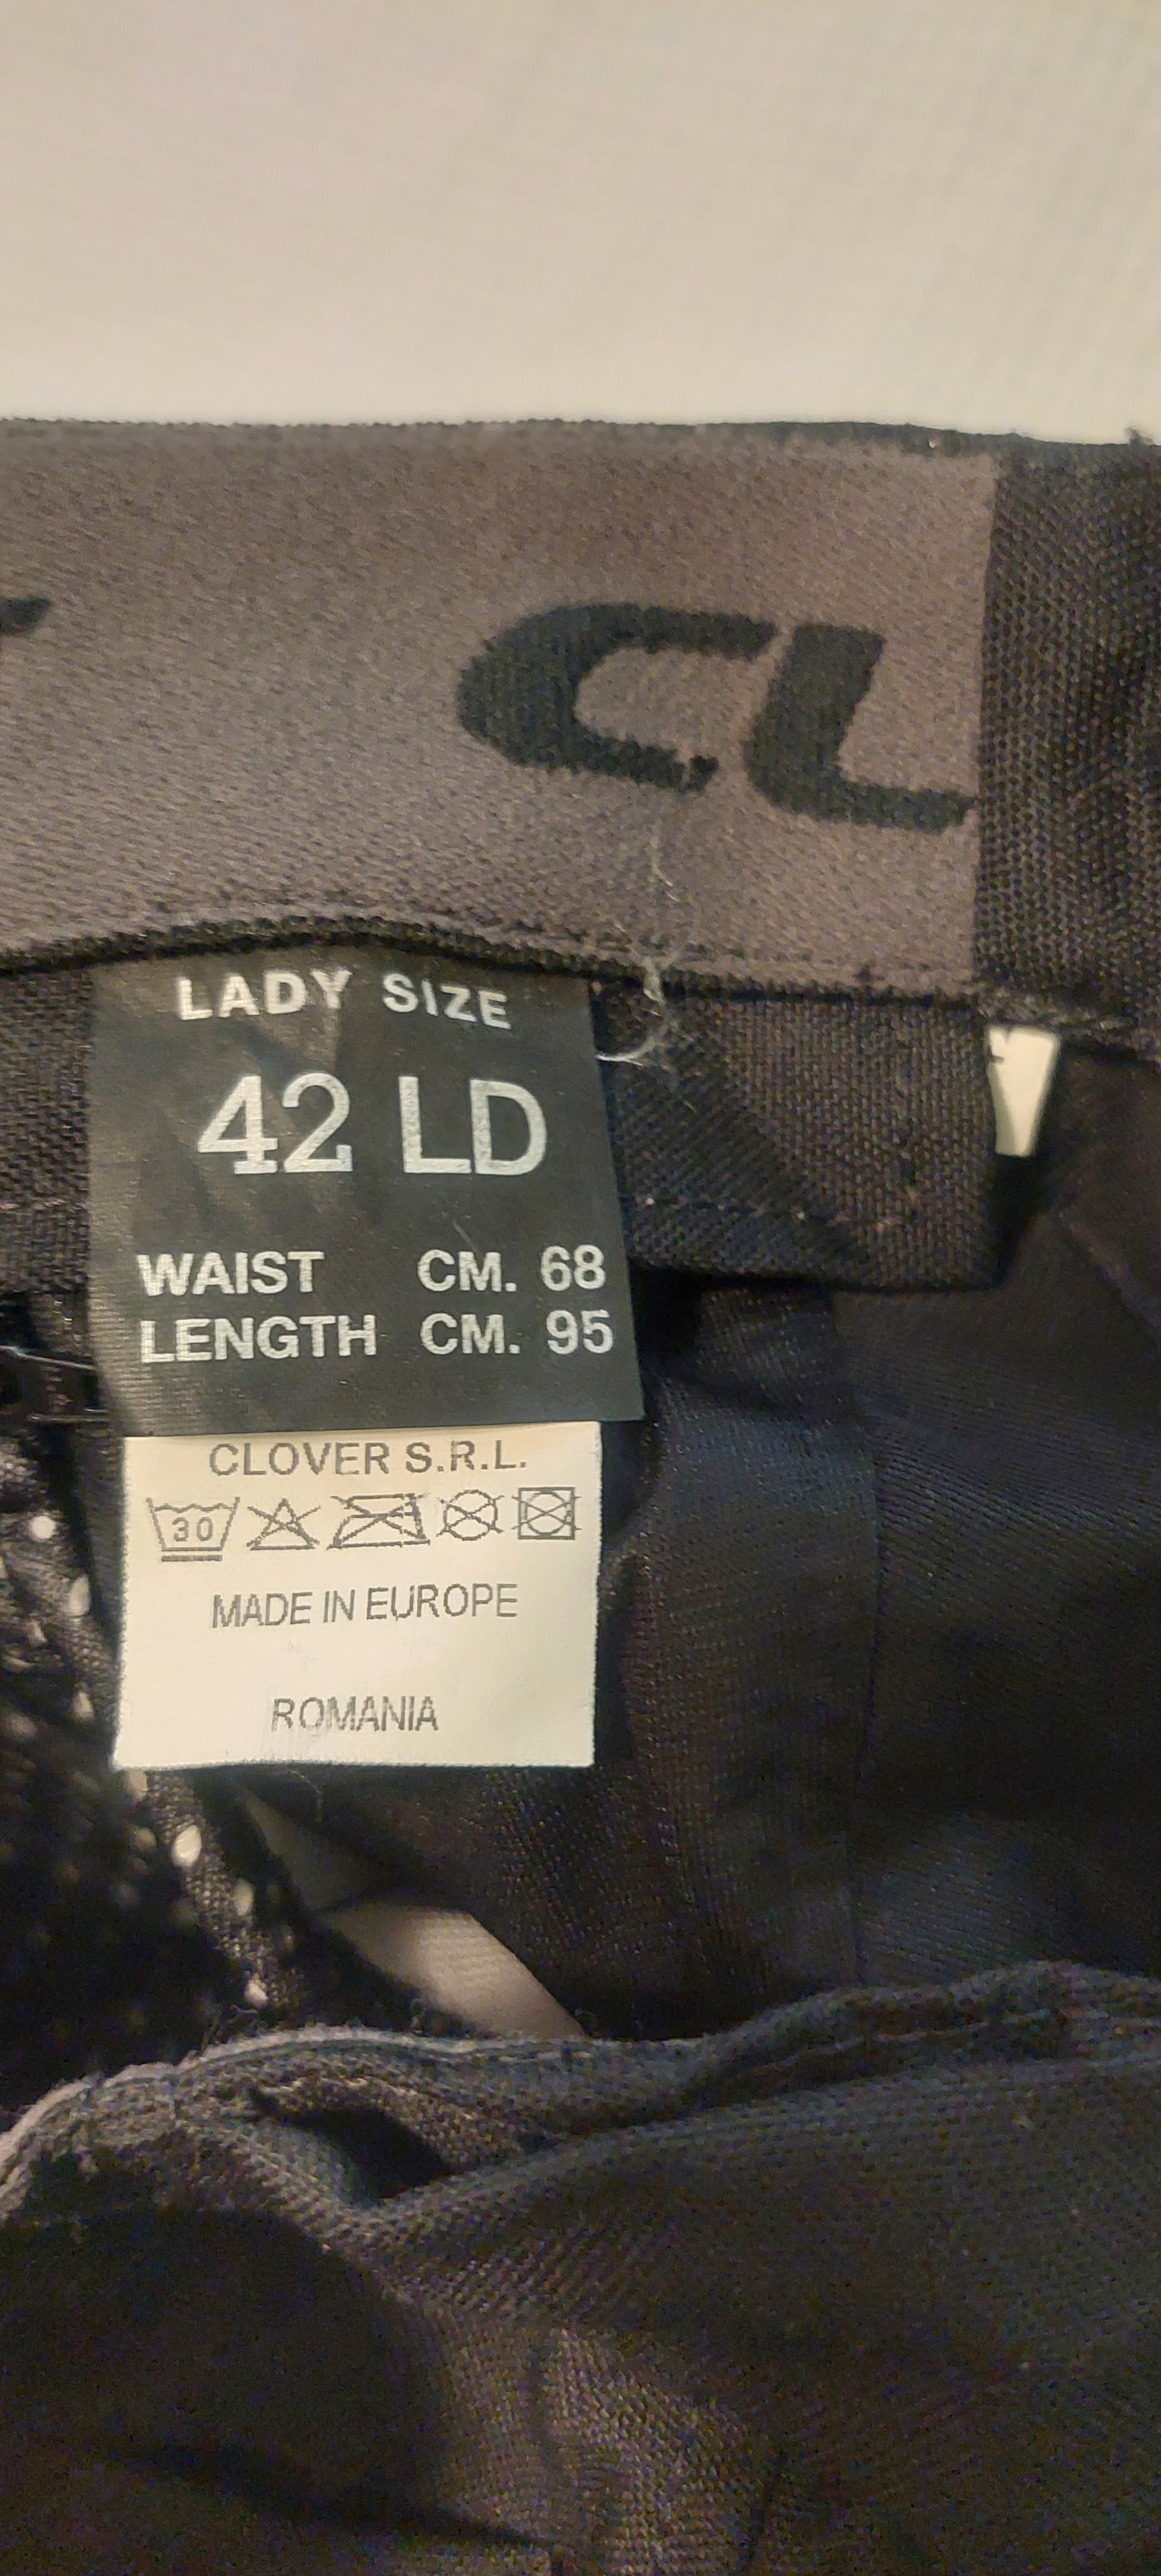 CL
LADY SIZE
42 LD
WAIST CM. 68
LENGTH CM. 95
CLOVER S.R.L.
30
MADE IN EUROPE
ROMANIA